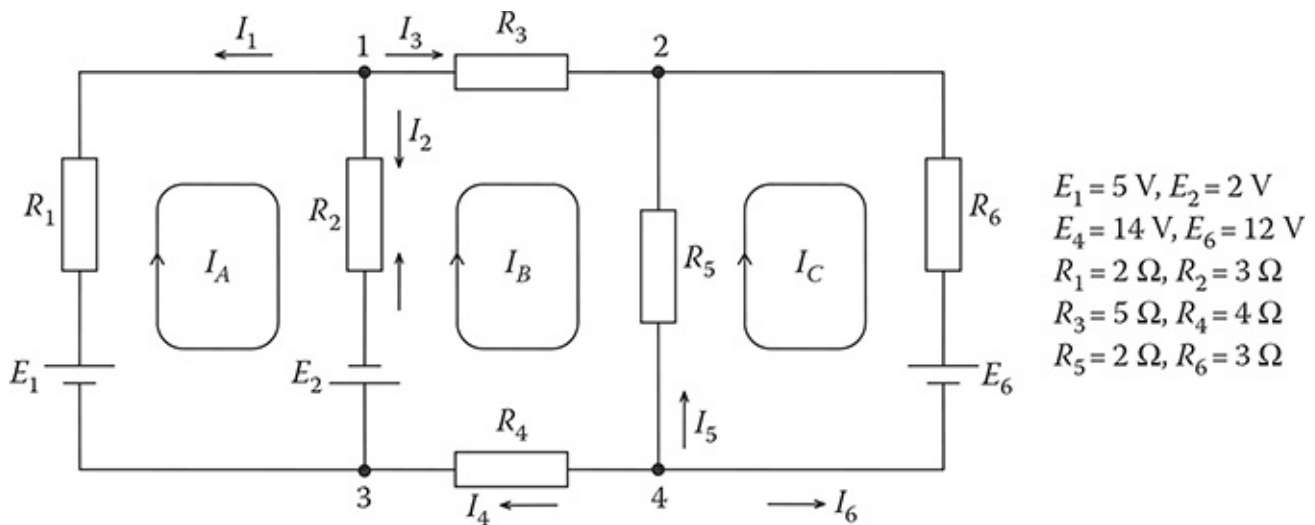 I1
1
I3
R3
2
I2
R1
R2
R5
R6
IA
IB
IC
E1
E2
E6
R4
I5
3
I4
4
I6
E1 = 5 V, E2 = 2 V
E4 = 14 V, E6 = 12 V
R1 = 2 Ω, R2 = 3 Ω
R3 = 5 Ω, R4 = 4 Ω
R5 = 2 Ω, R6 = 3 Ω